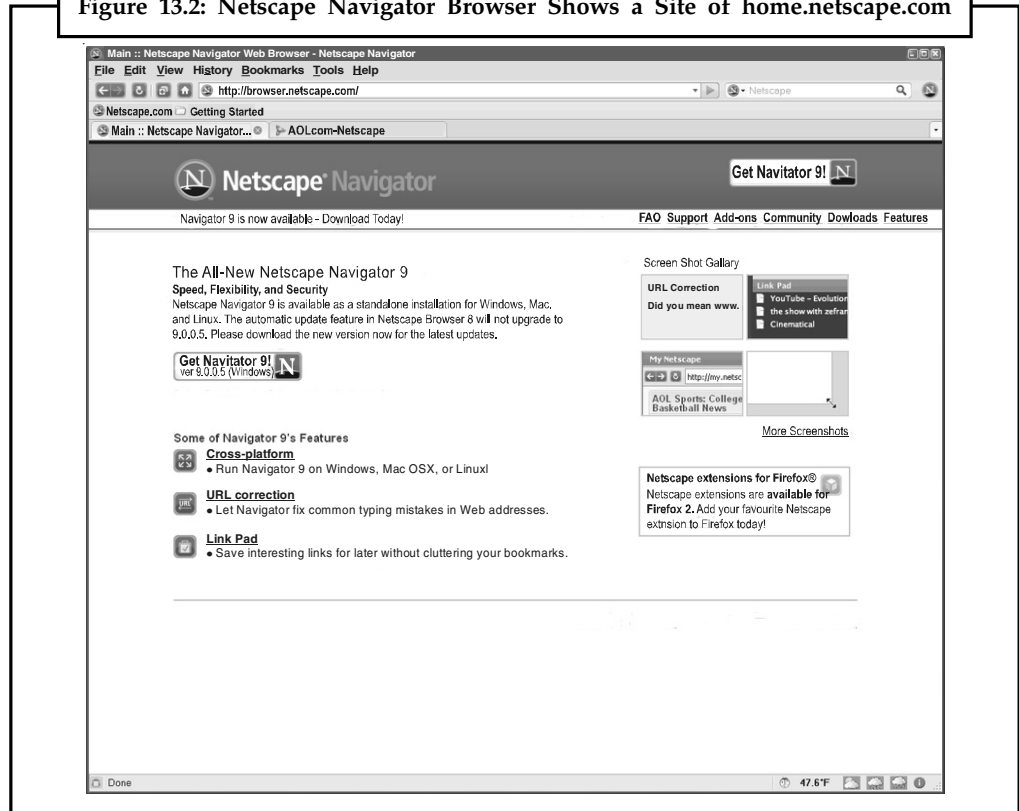 Figure 13.2: Netscape Navigator Browser Shows a Site of home.netscape.com
Main :: Netscape Navigator Web Browser - Netscape Navigator
File Edit View History Bookmarks Tools Help
http://browser.netscape.com/
Netscape
Netscape.com Getting Started
Main :: Netscape Navigator... AOLcom-Netscape
N Netscape Navigator
Get Navitator 9! N
Navigator 9 is now available - Download Today!
FAO Support Add-ons Community Dowloads Features
The All-New Netscape Navigator 9
Speed, Flexibility, and Security
Netscape Navigator 9 is available as a standalone installation for Windows, Mac,
and Linux. The automatic update feature in Netscape Browser 8 will not upgrade to
9.0.0.5. Please download the new version now for the latest updates.
Get Navitator 9!
ver 9.0.0.5 (Windows)
N
Some of Navigator 9's Features
Cross-platform
• Run Navigator 9 on Windows, Mac OSX, or Linuxl
URL
URL correction
• Let Navigator fix common typing mistakes in Web addresses.
Link Pad
• Save interesting links for later without cluttering your bookmarks.
Screen Shot Gallary
URL Correction
Did you mean www.
Link Pad
YouTube – Evolution
the show with zefran
Cinematical
My Netscape
http://my.netsc
AOL Sports: College
Basketball News
More Screenshots
Netscape extensions for Firefox®
Netscape extensions are available for
Firefox 2. Add your favourite Netscape
extnsion to Firefox today!
Done
47.6°F